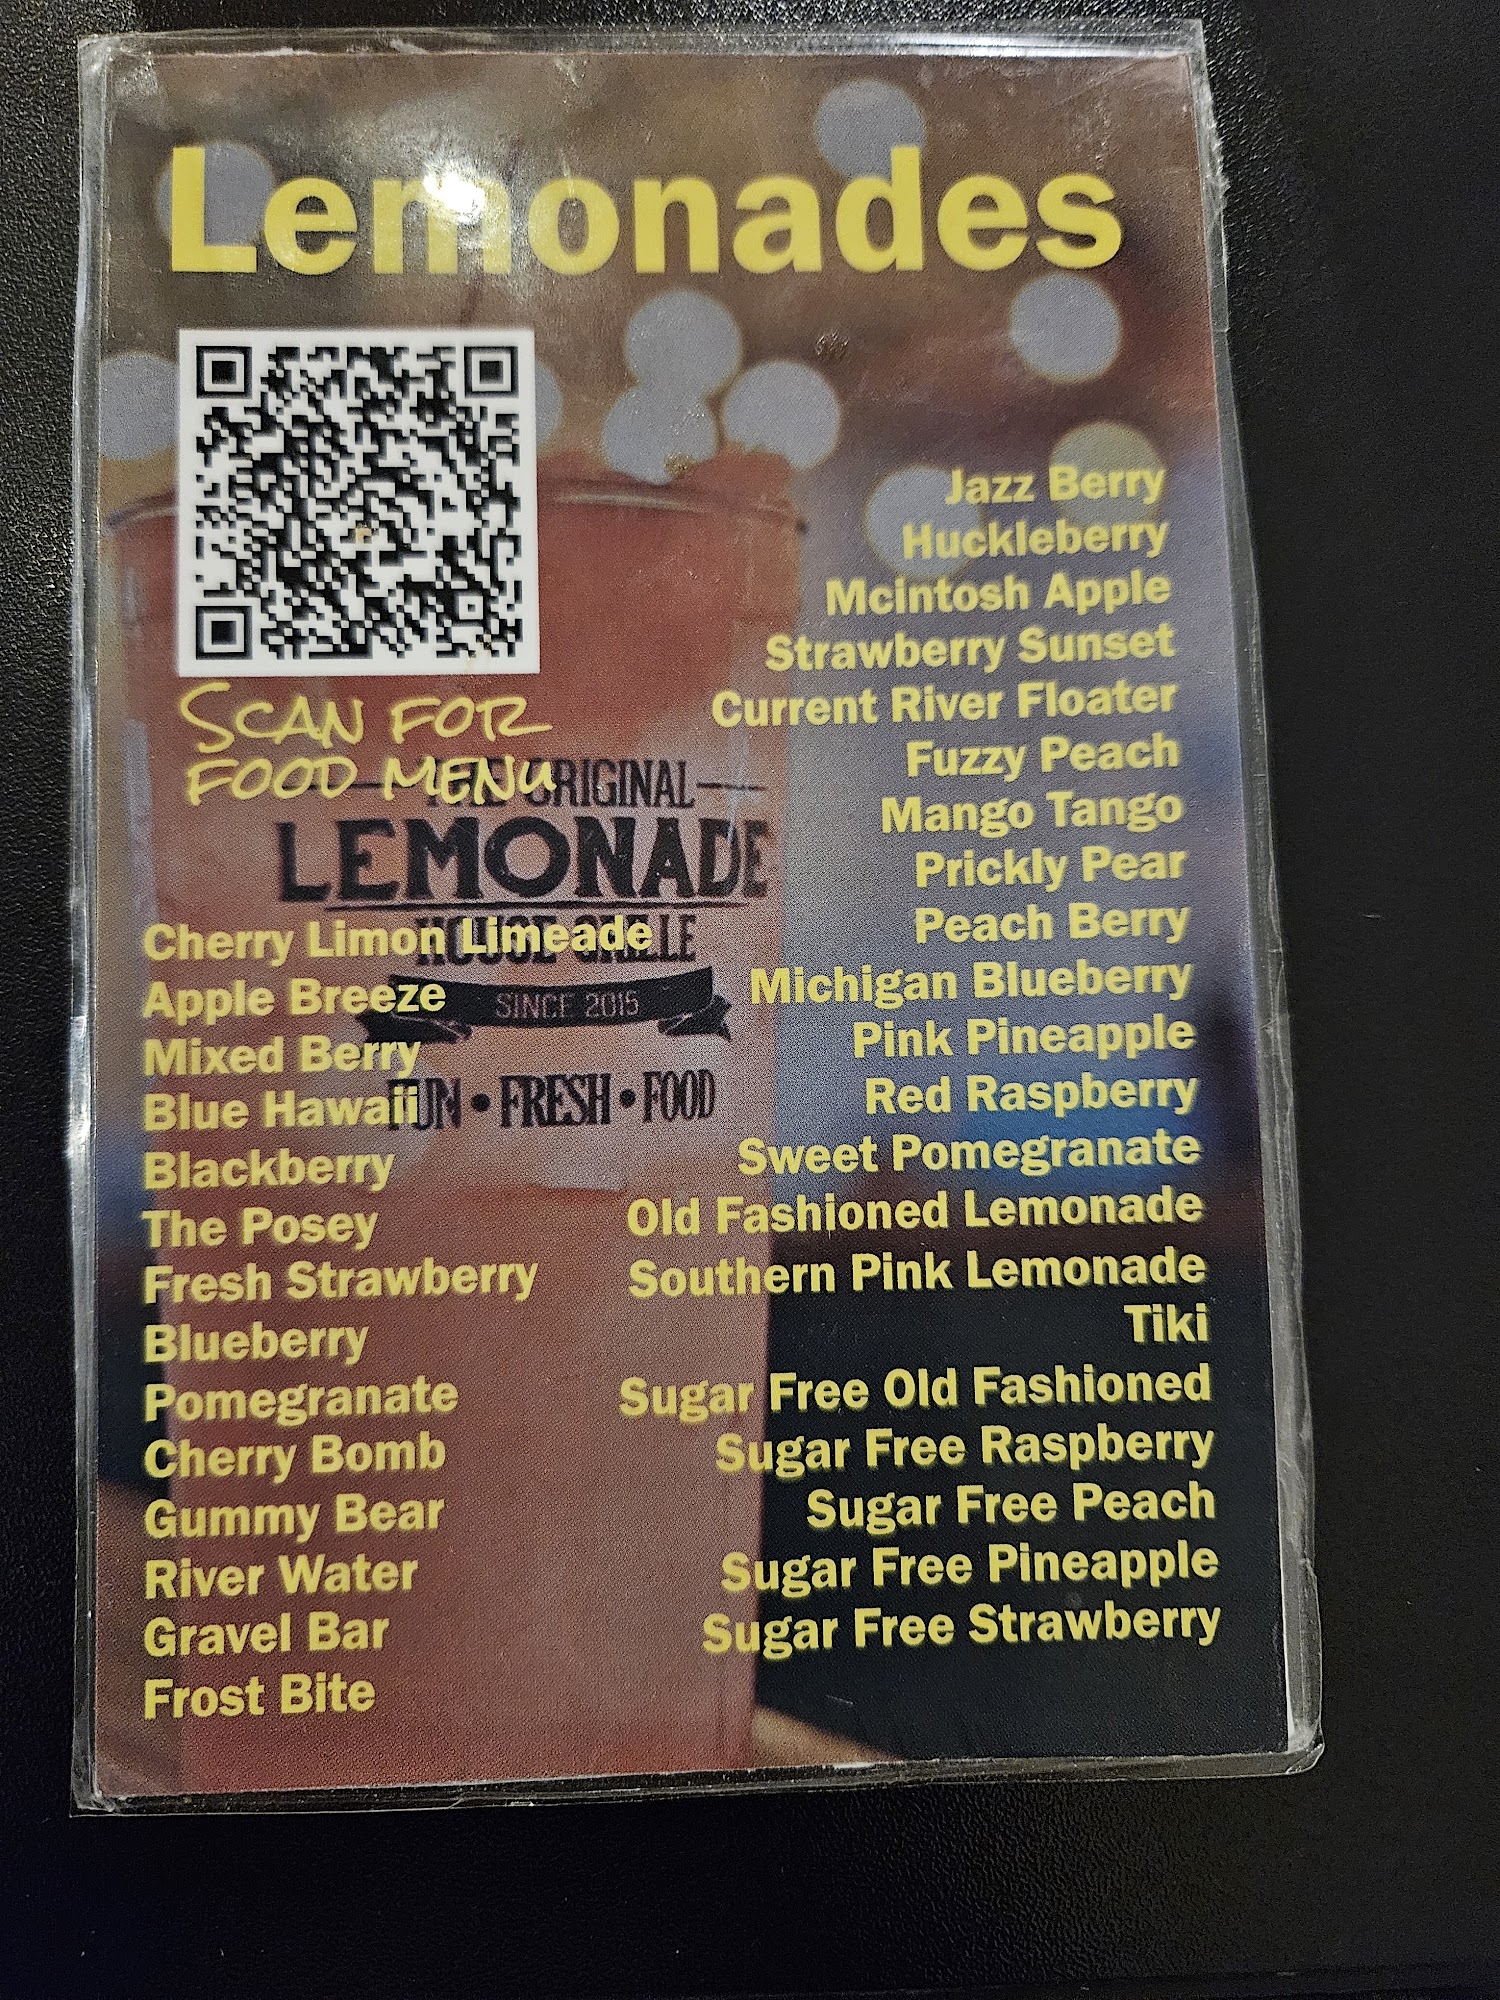 Lemonades
SCAN FOR
FOOD MENU
THE ORIGINAL
LEMONADE
HOUSE GRILLE
SINCE 2015
FUN • FRESH • FOOD
Cherry Limon Limeade
Apple Breeze
Mixed Berry
Blue Hawaii
Blackberry
The Posey
Fresh Strawberry
Blueberry
Pomegranate
Cherry Bomb
Gummy Bear
River Water
Gravel Bar
Frost Bite
Jazz Berry
Huckleberry
Mcintosh Apple
Strawberry Sunset
Current River Floater
Fuzzy Peach
Mango Tango
Prickly Pear
Peach Berry
Michigan Blueberry
Pink Pineapple
Red Raspberry
Sweet Pomegranate
Old Fashioned Lemonade
Southern Pink Lemonade
Tiki
Sugar Free Old Fashioned
Sugar Free Raspberry
Sugar Free Peach
Sugar Free Pineapple
Sugar Free Strawberry